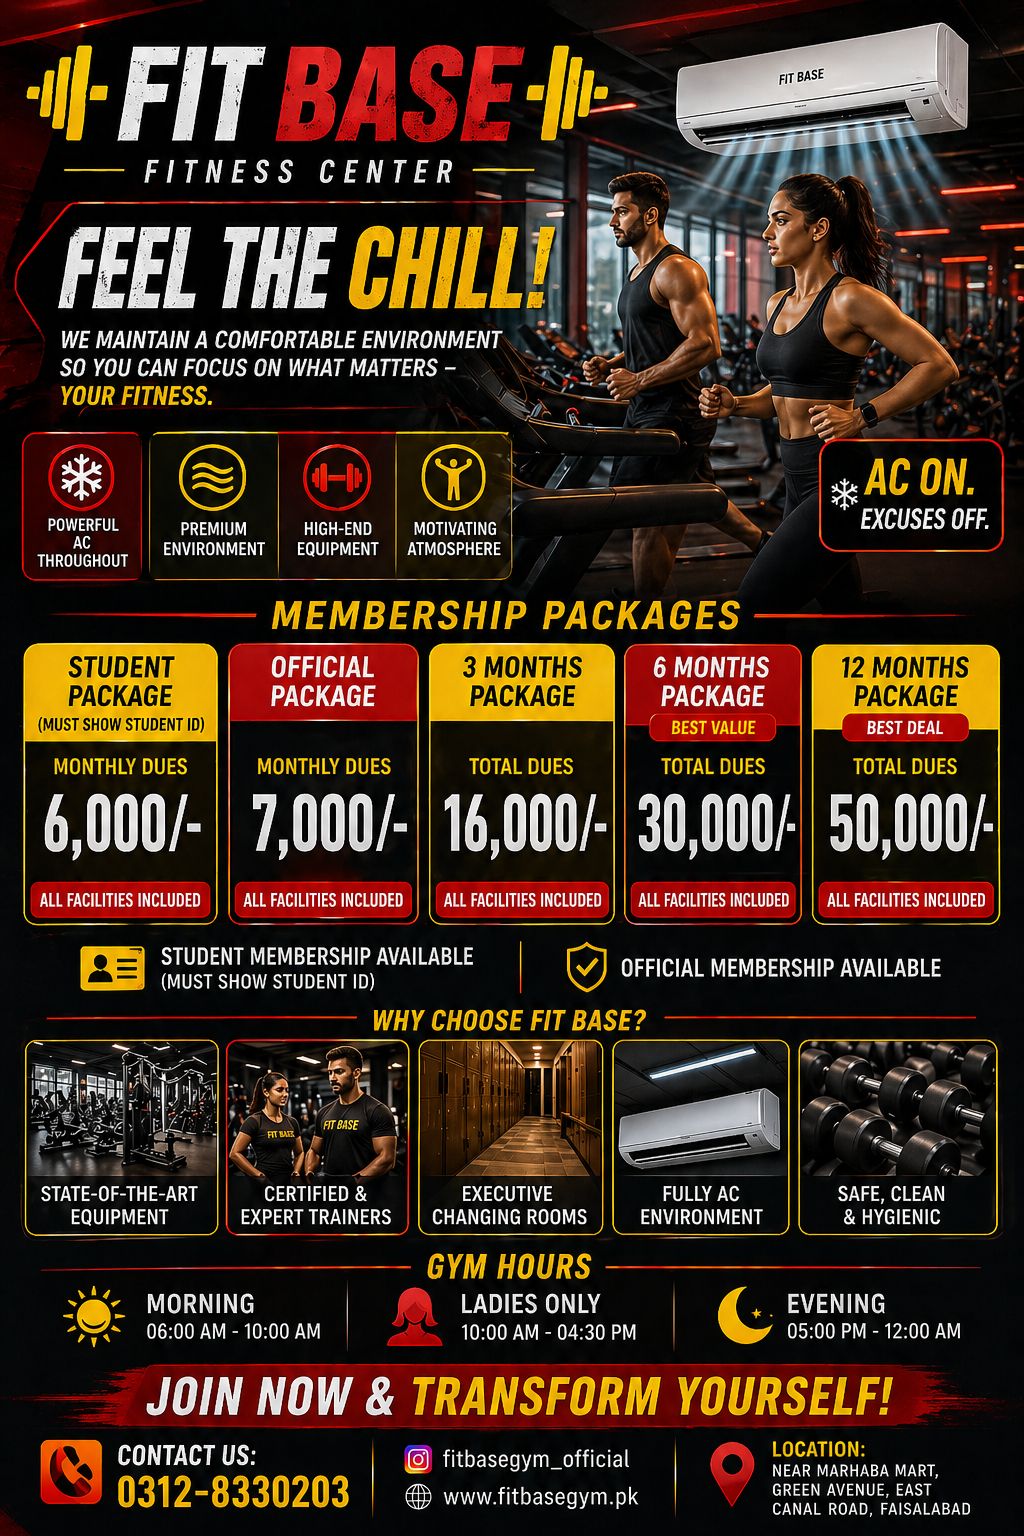 FIT BASE
FITNESS CENTER
FIT BASE
FEEL THE CHILL!
WE MAINTAIN A COMFORTABLE ENVIRONMENT
SO YOU CAN FOCUS ON WHAT MATTERS –
YOUR FITNESS.
POWERFUL
AC
THROUGHOUT
PREMIUM
ENVIRONMENT
HIGH-END
EQUIPMENT
MOTIVATING
ATMOSPHERE
AC ON.
EXCUSES OFF.
MEMBERSHIP PACKAGES
STUDENT
PACKAGE
(MUST SHOW STUDENT ID)
MONTHLY DUES
6,000/-
ALL FACILITIES INCLUDED
OFFICIAL
PACKAGE
MONTHLY DUES
7,000/-
ALL FACILITIES INCLUDED
3 MONTHS
PACKAGE
TOTAL DUES
16,000/-
ALL FACILITIES INCLUDED
6 MONTHS
PACKAGE
BEST VALUE
TOTAL DUES
30,000/-
ALL FACILITIES INCLUDED
12 MONTHS
PACKAGE
BEST DEAL
TOTAL DUES
50,000/-
ALL FACILITIES INCLUDED
STUDENT MEMBERSHIP AVAILABLE
(MUST SHOW STUDENT ID)
OFFICIAL MEMBERSHIP AVAILABLE
WHY CHOOSE FIT BASE?
FIT BASE
FIT BASE
STATE-OF-THE-ART
EQUIPMENT
CERTIFIED &
EXPERT TRAINERS
EXECUTIVE
CHANGING ROOMS
FULLY AC
ENVIRONMENT
SAFE, CLEAN
& HYGIENIC
GYM HOURS
MORNING
06:00 AM - 10:00 AM
LADIES ONLY
10:00 AM - 04:30 PM
EVENING
05:00 PM - 12:00 AM
JOIN NOW & TRANSFORM YOURSELF!
CONTACT US:
0312-8330203
fitbasegym_official
www.fitbasegym.pk
LOCATION:
NEAR MARHABA MART,
GREEN AVENUE, EAST
CANAL ROAD, FAISALABAD